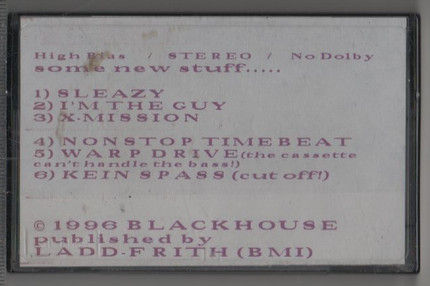 High Bias / STEREO / No Dolby
some new stuff.....
1) SLEAZY
2) I'M THE GUY
3) X-MISSION
4) NONSTOP TIMEBEAT
5) WARP DRIVE (the cassette
can't handle the bass!)
6) KEIN SPASS (cut off!)
© 1996 BLACKHOUSE
published by
LADD-FRITH (BMI)